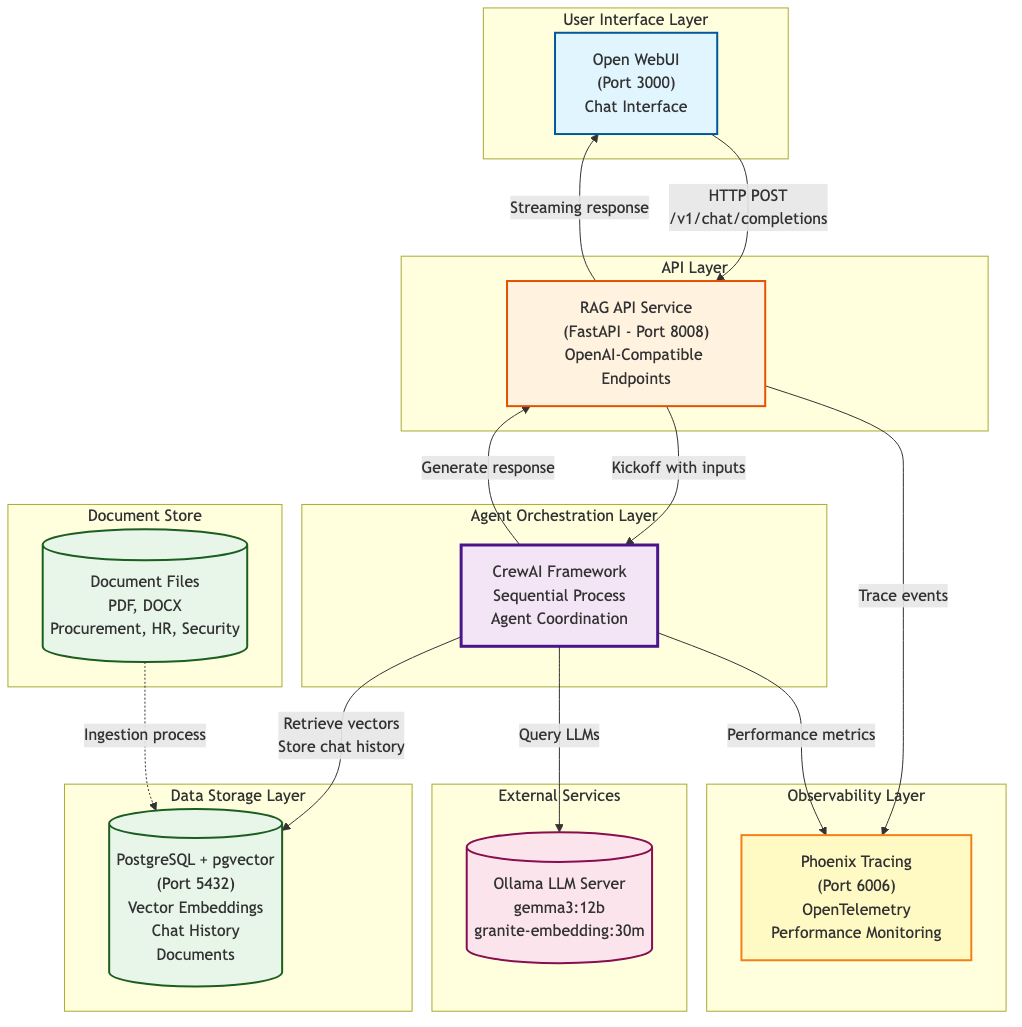 User Interface Layer
Open WebUI
(Port 3000)
Chat Interface
Streaming response
HTTP POST
/v1/chat/completions
API Layer
RAG API Service
(FastAPI - Port 8008)
OpenAI-Compatible
Endpoints
Generate response
Kickoff with inputs
Document Store
Document Files
PDF, DOCX
Procurement, HR, Security
Agent Orchestration Layer
CrewAI Framework
Sequential Process
Agent Coordination
Trace events
Ingestion process
Retrieve vectors
Store chat history
Query LLMs
Performance metrics
Data Storage Layer
PostgreSQL + pgvector
(Port 5432)
Vector Embeddings
Chat History
Documents
External Services
Ollama LLM Server
gemma3:12b
granite-embedding:30m
Observability Layer
Phoenix Tracing
(Port 6006)
OpenTelemetry
Performance Monitoring